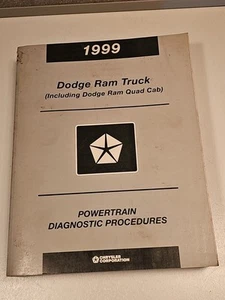 1999
Dodge Ram Truck
(Including Dodge Ram Quad Cab)
POWERTRAIN
DIAGNOSTIC PROCEDURES
CHRYSLER
CORPORATION